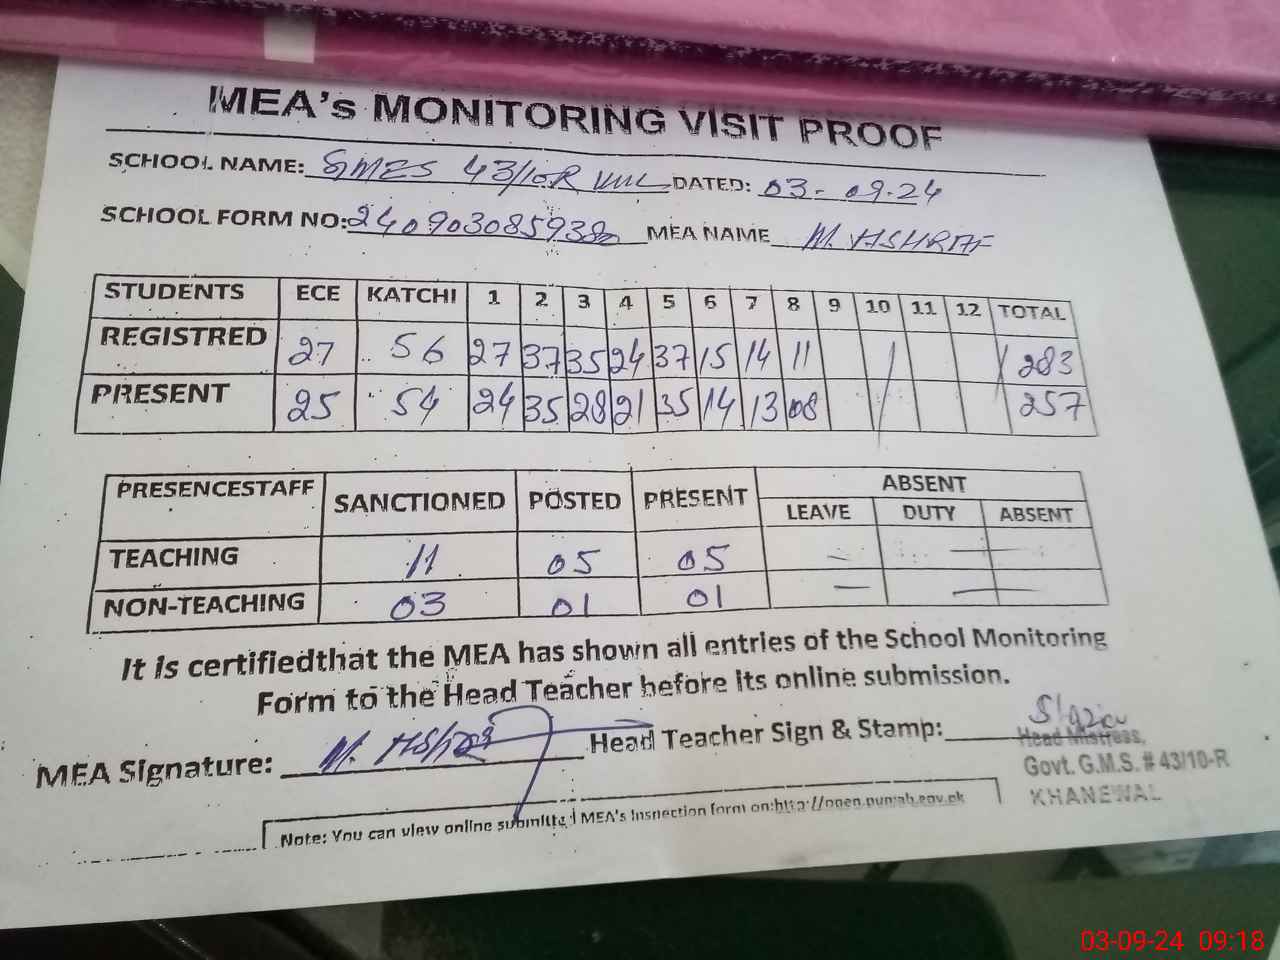 MEA's MONITORING VISIT PROOF
SCHOOL NAME: GMES 43/10R DATED: 03-09-24
SCHOOL FORM NO: MEA NAME M. ASHRAF
STUDENTS ECE KATCHI 1 2 3 4 5 6 7 8 9 10 11 12 TOTAL
REGISTRED 27 56 27 37 35 24 37 15 14 11 283
PRESENT 25 54 24 35 28 21 35 14 13 08 257
PRESENCESTAFF SANCTIONED POSTED PRESENT ABSENT
LEAVE DUTY ABSENT
TEACHING 11 05 05 — —
NON-TEACHING 03 01 01 — —
It is certifiedthat the MEA has shown all entries of the School Monitoring
Form to the Head Teacher before its online submission.
MEA Signature: M. Ashraf Head Teacher Sign & Stamp:
Head Mistress,
Govt. G.M.S. # 43/10-R
KHANEWAL
Note: You can view online submitted MEA's Inspection form on:http://open.punjab.gov.pk
03-09-24 09:18